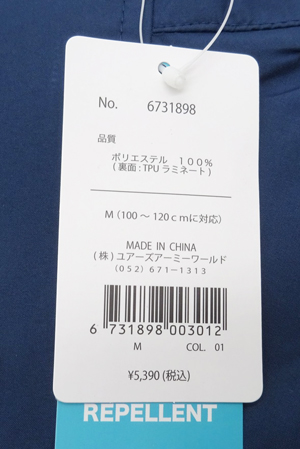 No. 6731898
品質
ポリエステル 100%
(裏面:TPUラミネート)
M(100〜120cmに対応)
MADE IN CHINA
(株)ユアーズアーミーワールド
(052)671-1313
6 731898 003012
M COL. 01
¥5,390(税込)
REPELLENT